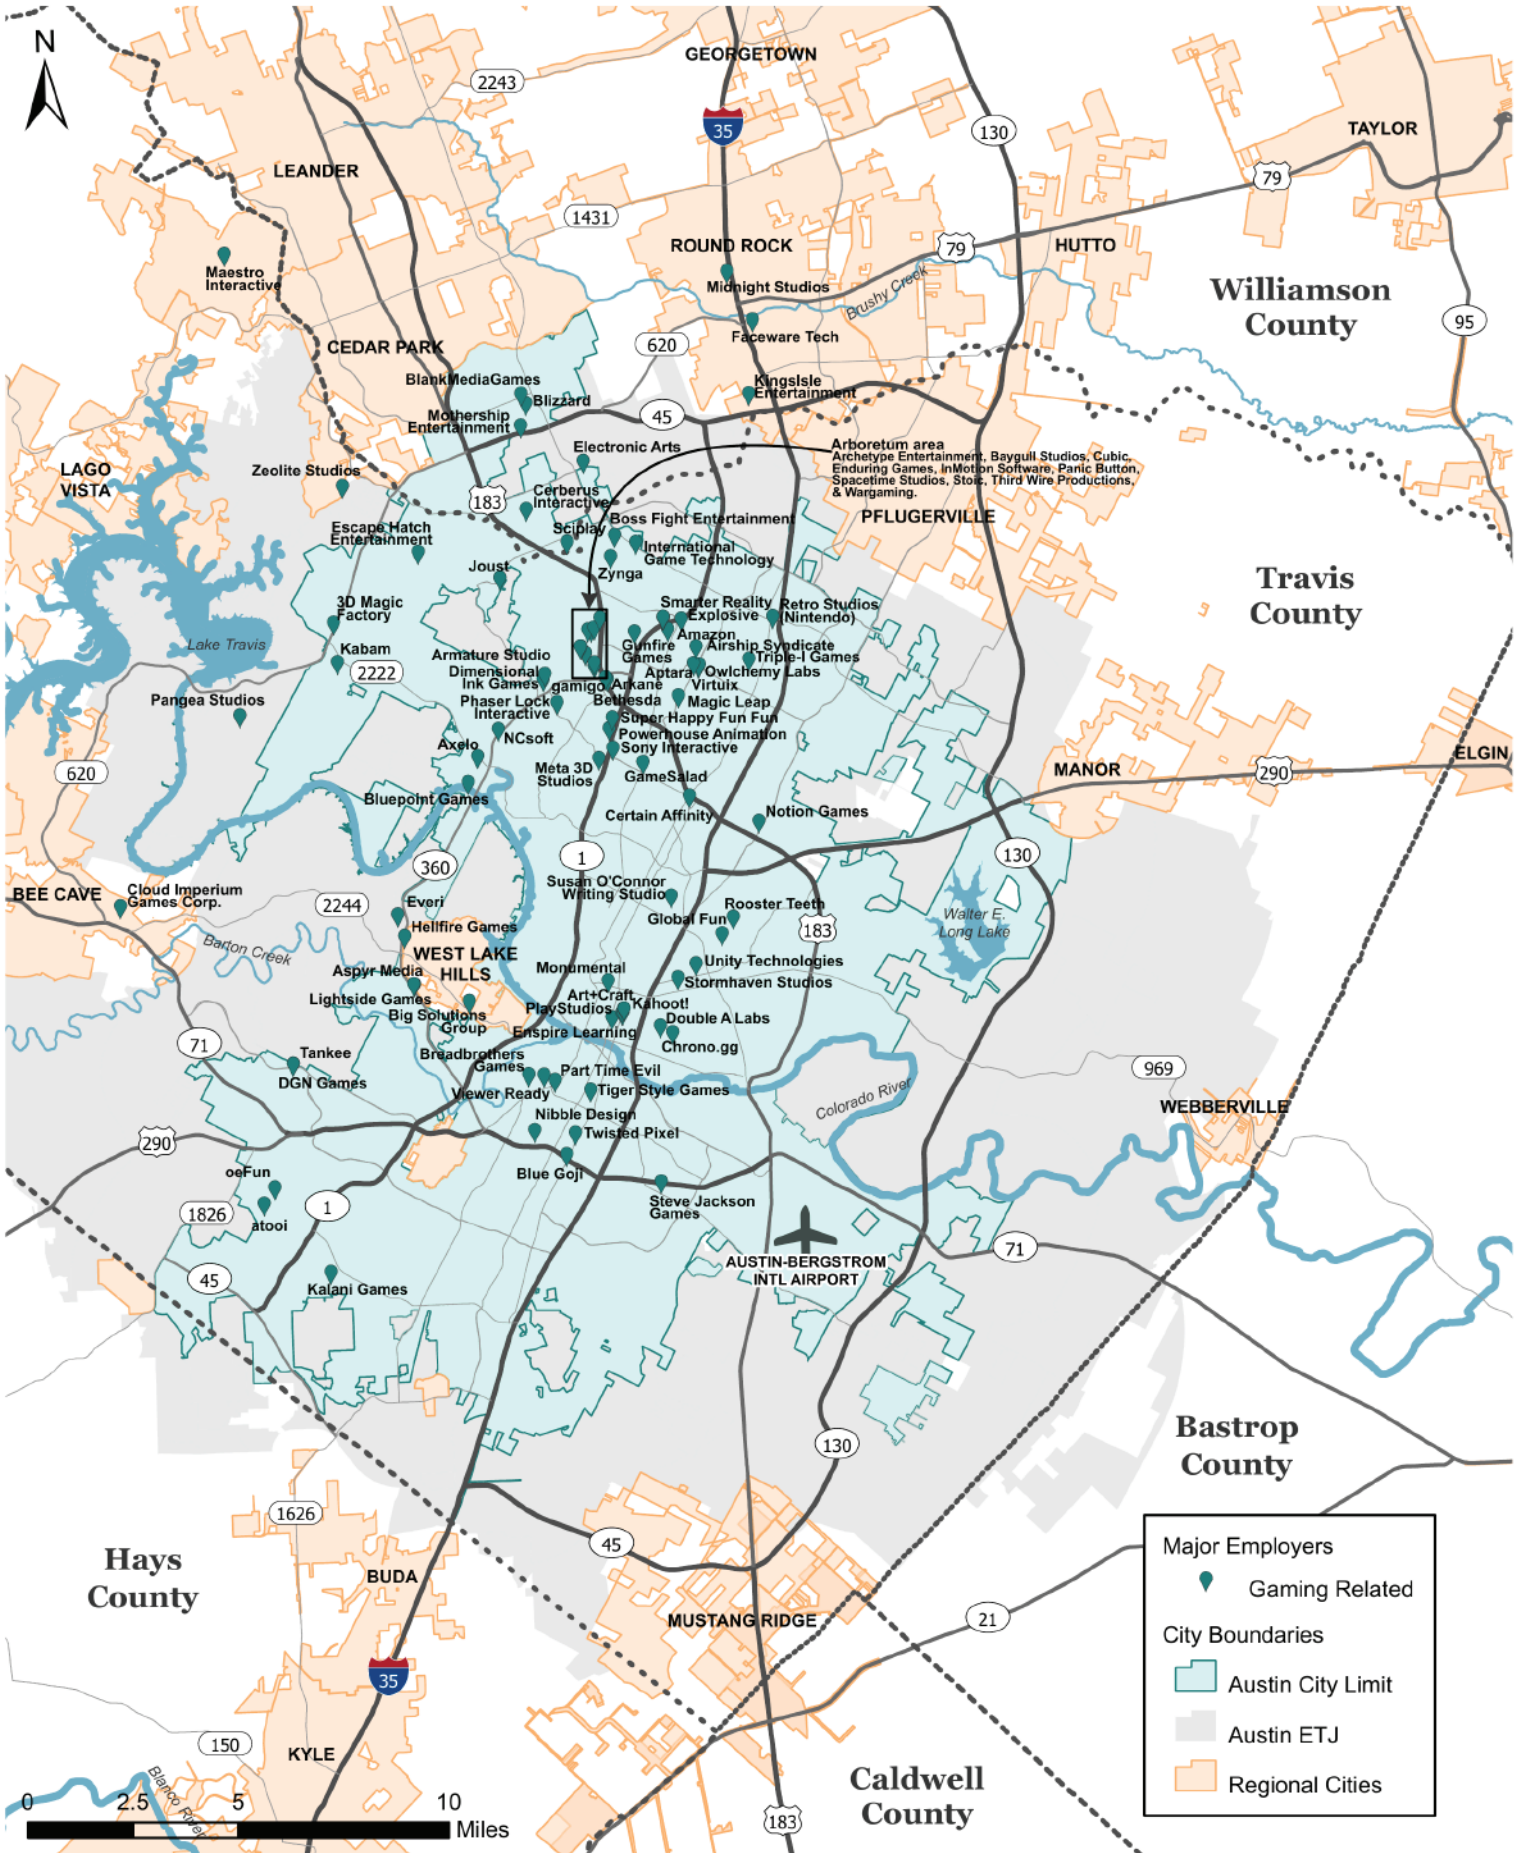 N
GEORGETOWN
2243
35
130
TAYLOR
LEANDER
79
1431
ROUND ROCK
79
HUTTO
Maestro
Interactive
Midnight Studios
Brushy Creek
Williamson
County
95
Faceware Tech
620
CEDAR PARK
BlankMediaGames
KingsIsle
Entertainment
Blizzard
Mothership
Entertainment
45
Electronic Arts
Arboretum area
Archetype Entertainment, Baygull Studios, Cubic,
Enduring Games, InMotion Software, Panic Button,
Spacetime Studios, Stoic, Third Wire Productions,
& Wargaming.
LAGO
VISTA
Zeolite Studios
183
Cerberus
Interactive
PFLUGERVILLE
Escape Hatch
Entertainment
Sciplay
Boss Fight Entertainment
International
Game Technology
Zynga
Joust
Travis
County
3D Magic
Factory
Smarter Reality
Explosive
Retro Studios
(Nintendo)
Lake Travis
Kabam
2222
Gunfire
Games
Amazon
Airship Syndicate
Triple-I Games
Armature Studio
Dimensional
Ink Games
gamigo
Arkane
Bethesda
Aptara
Owlchemy Labs
Virtuix
Magic Leap
Pangea Studios
Phaser Lock
Interactive
Super Happy Fun Fun
Powerhouse Animation
Sony Interactive
NCsoft
Axelo
Meta 3D
Studios
GameSalad
620
MANOR
290
ELGIN
Bluepoint Games
Certain Affinity
Notion Games
360
1
130
BEE CAVE
Cloud Imperium
Games Corp.
2244
Everi
Susan O'Connor
Writing Studio
Rooster Teeth
Global Fun
183
Walter E.
Long Lake
Hellfire Games
Barton Creek
WEST LAKE
HILLS
Aspyr Media
Monumental
Unity Technologies
Stormhaven Studios
Lightside Games
Big Solutions
Group
Art+Craft
PlayStudios
Kahoot!
Enspire Learning
Double A Labs
Chrono.gg
71
Tankee
DGN Games
Breadbrothers
Games
Part Time Evil
Viewer Ready
Tiger Style Games
969
Colorado River
WEBBERVILLE
Nibble Design
Twisted Pixel
290
Blue Goji
oeFun
1826
atooi
1
Steve Jackson
Games
71
AUSTIN-BERGSTROM
INTL AIRPORT
45
Kalani Games
130
Bastrop
County
1626
45
Hays
County
BUDA
MUSTANG RIDGE
21
35
150
KYLE
Blanco River
Caldwell
County
183
0
2.5
5
10
Miles
Major Employers
Gaming Related
City Boundaries
Austin City Limit
Austin ETJ
Regional Cities